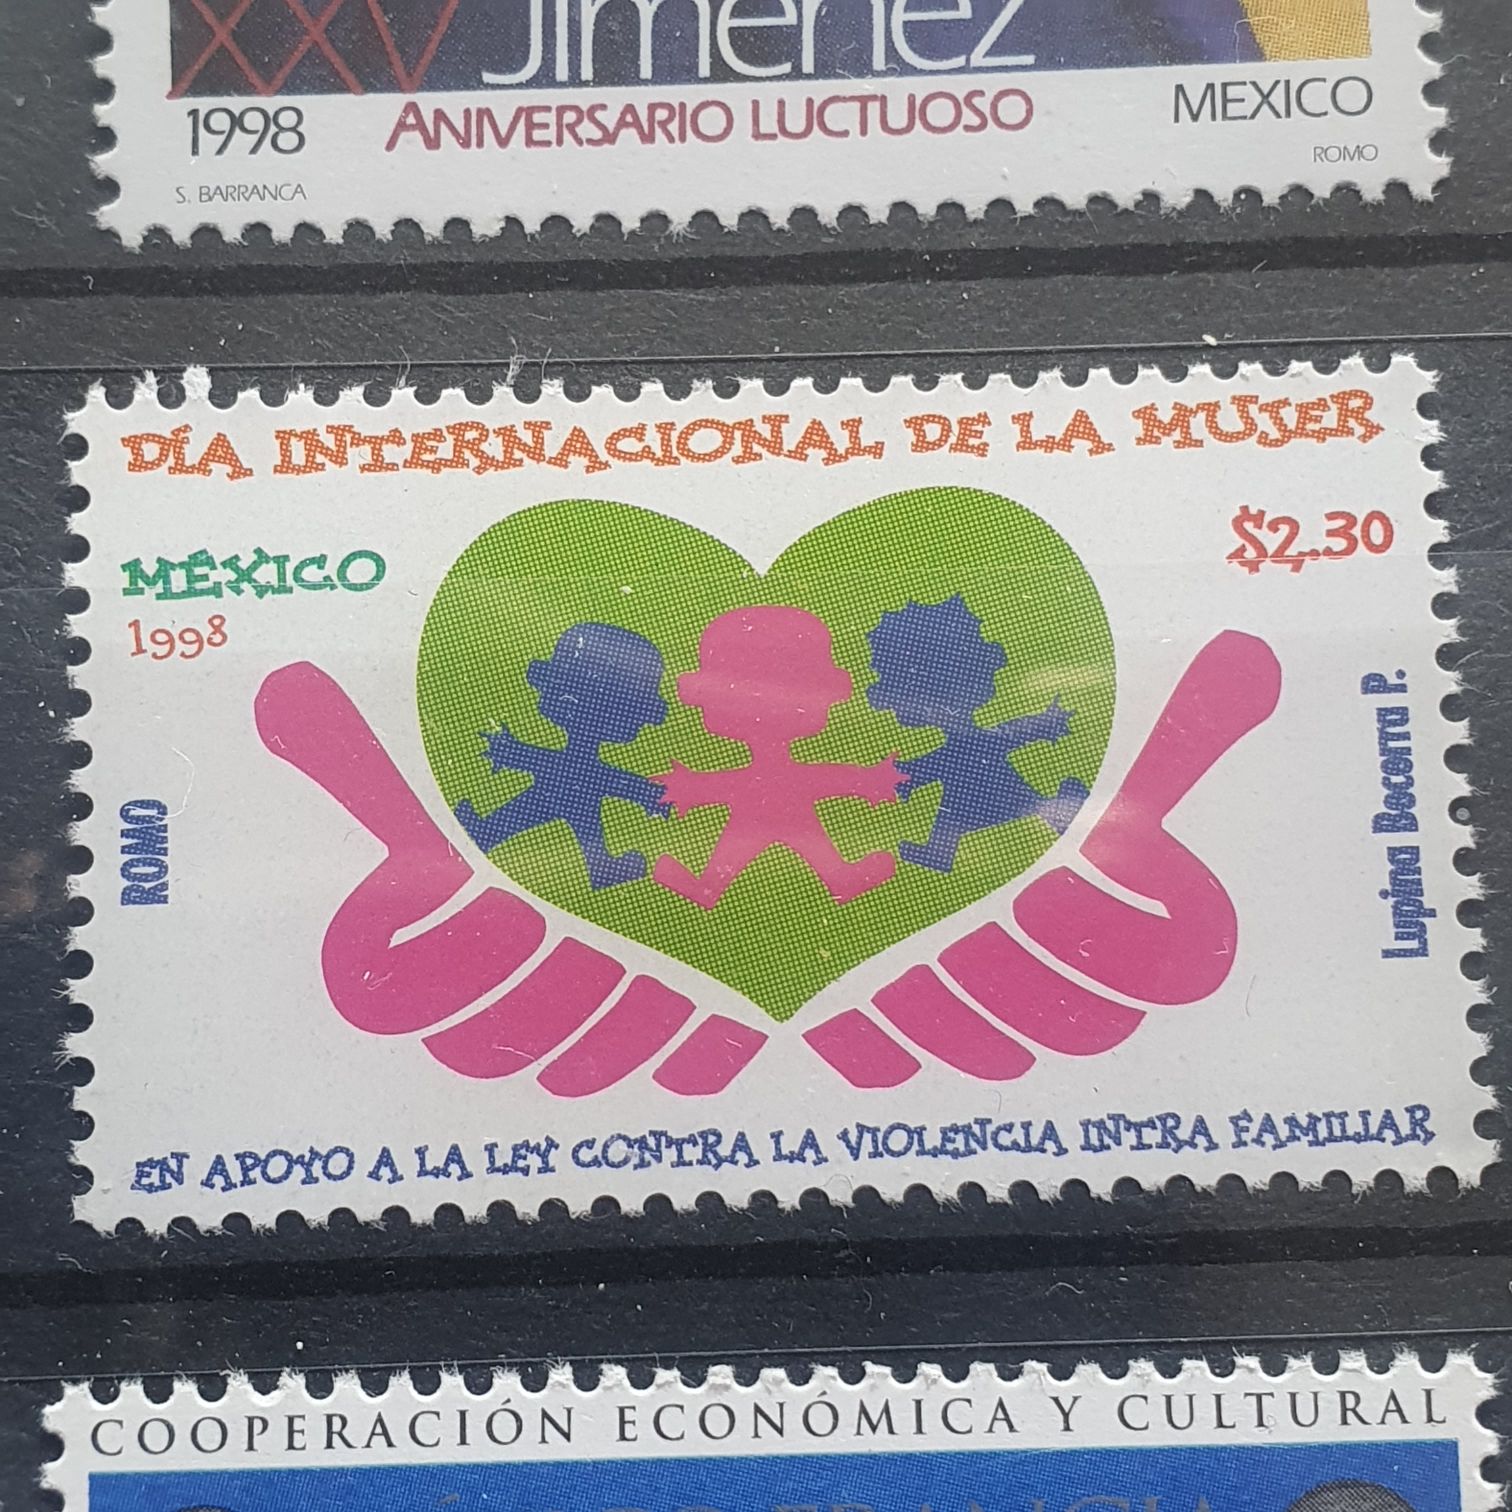 XXV Jiménez
1998 ANIVERSARIO LUCTUOSO MEXICO
S. BARRANCA ROMO
DÍA INTERNACIONAL DE LA MUJER
MÉXICO $2.30
1998
ROMO
Lupina Becerra P.
EN APOYO A LA LEY CONTRA LA VIOLENCIA INTRA FAMILIAR
COOPERACIÓN ECONÓMICA Y CULTURAL